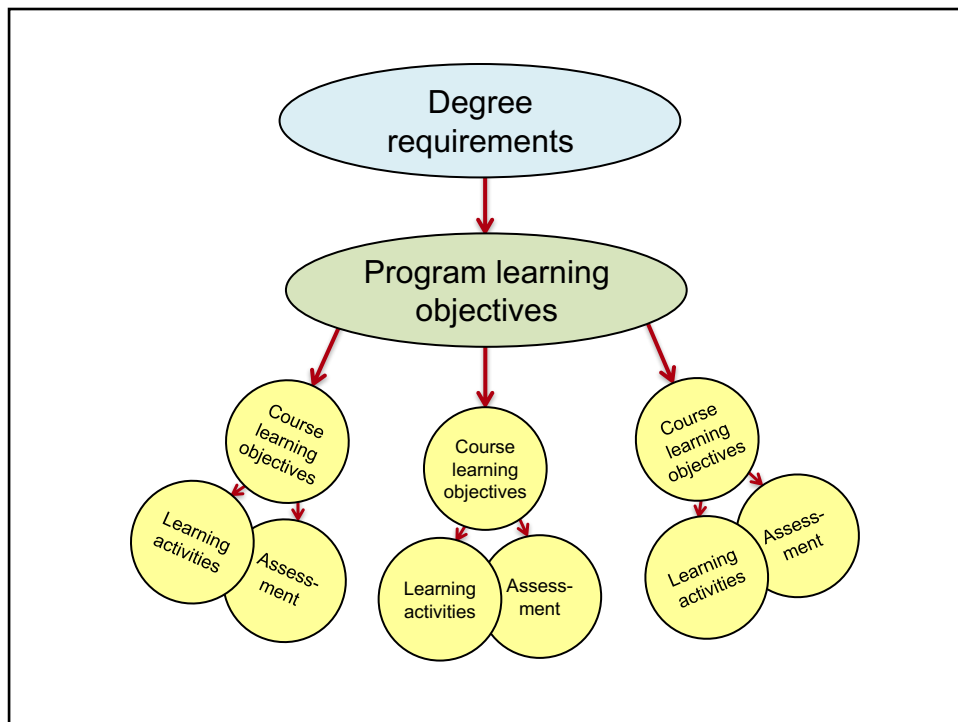 Degree
requirements
Program learning
objectives
Course
learning
objectives
Learning
activities
Assess-
ment
Course
learning
objectives
Learning
activities
Assess-
ment
Course
learning
objectives
Learning
activities
Assess-
ment